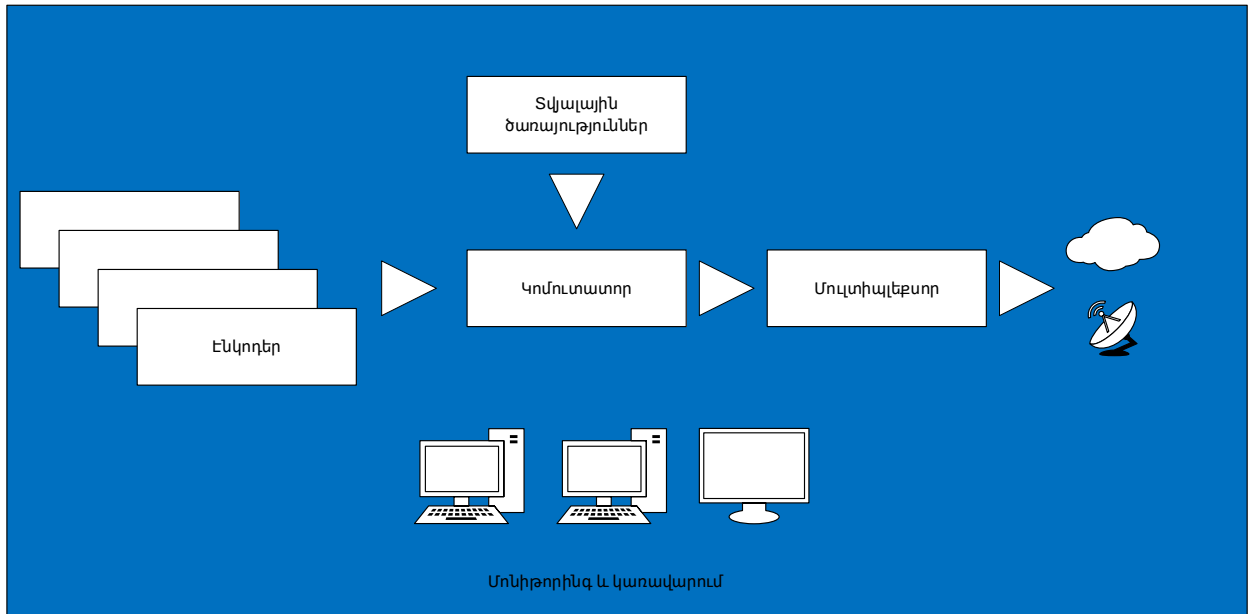 Տվյալային
ծառայություններ
Կոմուտատոր
Մուլտիպլեքսոր
Էնկոդեր
Մոնիթորինգ և կառավարում